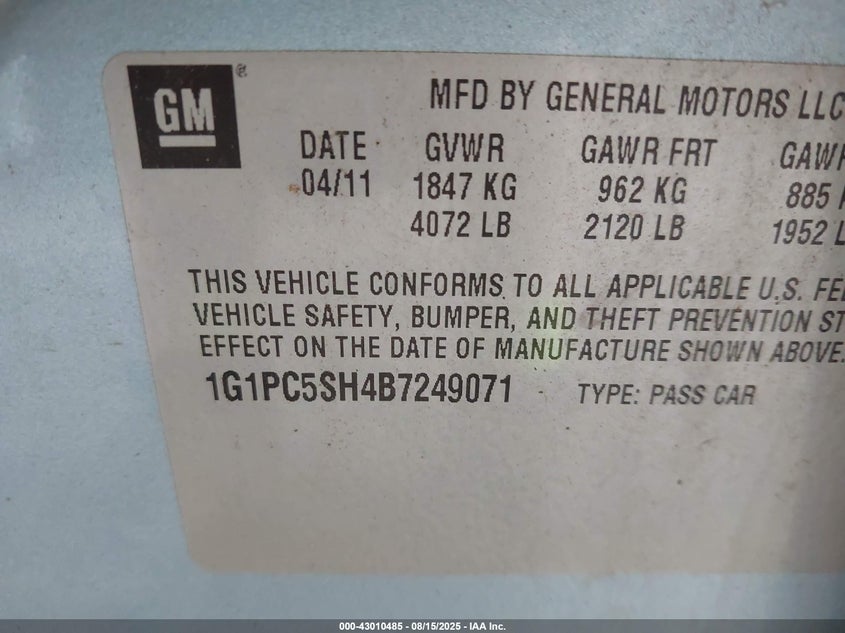 GM®
MFD BY GENERAL MOTORS LLC
DATE GVWR GAWR FRT
04/11 1847 KG 962 KG 885
4072 LB 2120 LB 1952
THIS VEHICLE CONFORMS TO ALL APPLICABLE U.S.
VEHICLE SAFETY, BUMPER, AND THEFT PREVENTION
EFFECT ON THE DATE OF MANUFACTURE SHOWN ABOVE.
1G1PC5SH4B7249071 TYPE: PASS CAR
000-43010485 - 08/15/2025 - IAA Inc.